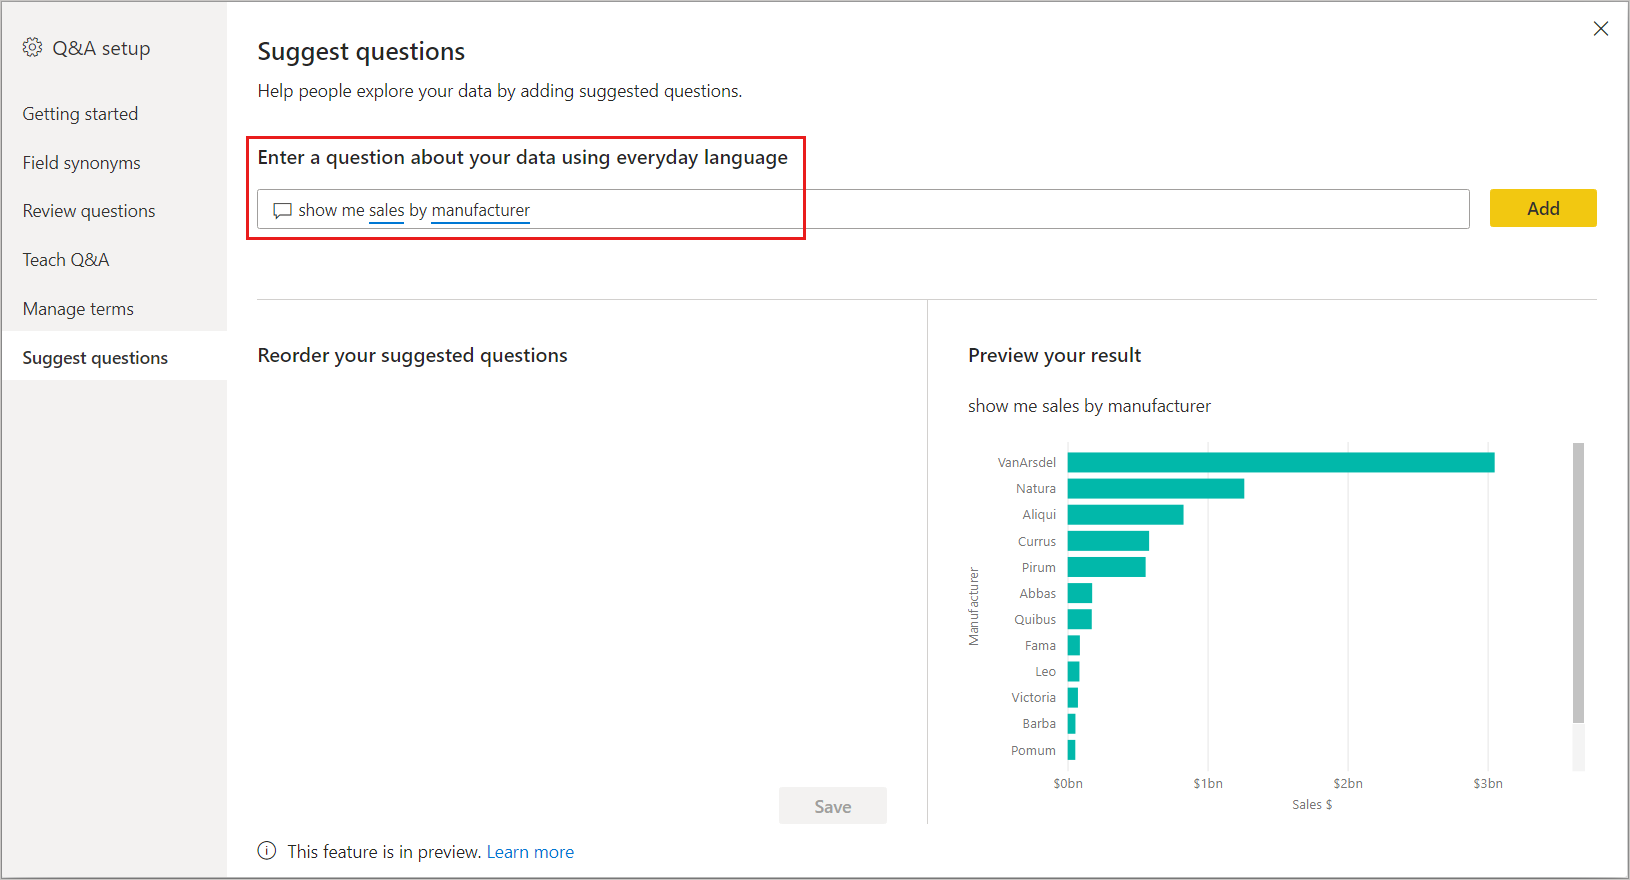 Q&A setup
Getting started
Field synonyms
Review questions
Teach Q&A
Manage terms
Suggest questions
Suggest questions
Help people explore your data by adding suggested questions.
Enter a question about your data using everyday language
show me sales by manufacturer
Add
Reorder your suggested questions
Save
This feature is in preview. Learn more
Preview your result
show me sales by manufacturer
Manufacturer
VanArsdel
Natura
Aliqui
Currus
Pirum
Abbas
Quibus
Fama
Leo
Victoria
Barba
Pomum
$0bn $1bn $2bn $3bn
Sales $